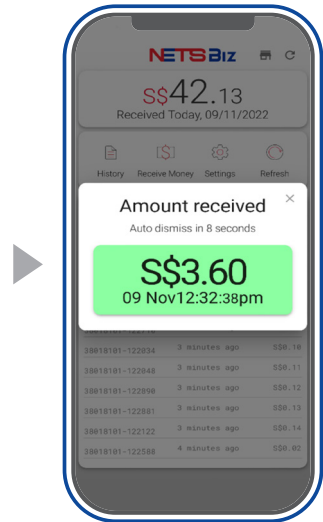 NETS BIZ
S$42.13
Received Today, 09/11/2022
History Receive Money Settings Refresh
Amount received
Auto dismiss in 8 seconds
S$3.60
09 Nov12:32:38pm
38018101-122034 3 minutes ago S$0.10
38018101-122048 3 minutes ago S$0.11
38018101-122098 3 minutes ago S$0.12
38018101-122881 3 minutes ago S$0.13
38018101-122122 3 minutes ago S$0.14
38018101-122588 4 minutes ago S$0.02